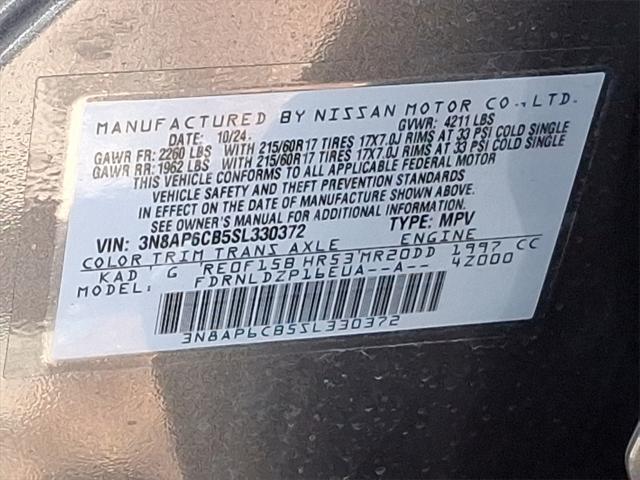 MANUFACTURED BY NISSAN MOTOR CO.,LTD.
DATE: 10/24 GVWR: 4211 LBS
GAWR FR: 2260 LBS WITH 215/60R17 TIRES 17X7.0J RIMS AT 33 PSI COLD SINGLE
GAWR RR: 1962 LBS WITH 215/60R17 TIRES 17X7.0J RIMS AT 33 PSI COLD SINGLE
THIS VEHICLE CONFORMS TO ALL APPLICABLE FEDERAL MOTOR
VEHICLE SAFETY AND THEFT PREVENTION STANDARDS
IN EFFECT ON THE DATE OF MANUFACTURE SHOWN ABOVE.
SEE OWNER'S MANUAL FOR ADDITIONAL INFORMATION.
VIN: 3N8AP6CB5SL330372 TYPE: MPV
COLOR TRIM TRANS AXLE ENGINE
KAD G RE0F15B HR53 MR20DD 1997 CC
MODEL: FDRNLDZP16EUA--A-- 42000
3N8AP6CB5SL330372